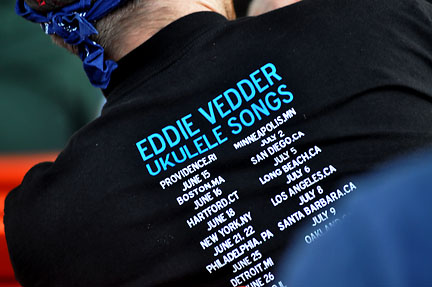 EDDIE VEDDER
UKULELE SONGS
PROVIDENCE.RI
JUNE 15
BOSTON.MA
JUNE 16
HARTFORD.CT
JUNE 18
NEW YORK.NY
JUNE 21, 22
PHILADELPHIA, PA
JUNE 25
DETROIT.MI
JUNE 26
MINNEAPOLIS.MN
JULY 2
SAN DIEGO.CA
JULY 5
LONG BEACH.CA
JULY 6
LOS ANGELES.CA
JULY 8
SANTA BARBARA.CA
JULY 9